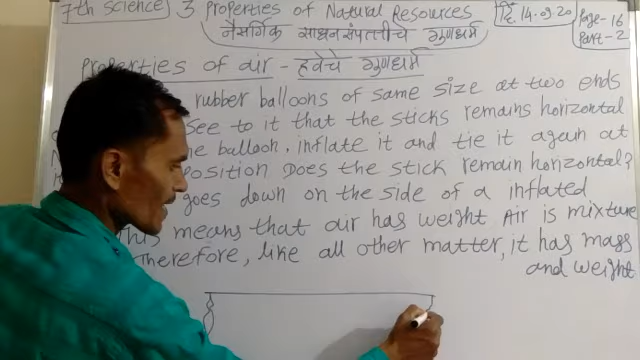 7th Science 3 Properties of Natural Resources
नैसर्गिक साधनसंपत्तीचे गुणधर्म
दि. 14.09.20
Page-16
Part-2
Properties of air - हवेचे गुणधर्म
rubber balloons of same size at two ends
See to it that the sticks remains horizontal
balloon, inflate it and tie it again at
position Does the stick remain horizontal?
goes down on the side of a inflated
This means that air has weight. Air is mixture
Therefore, like all other matter, it has mass
and weight